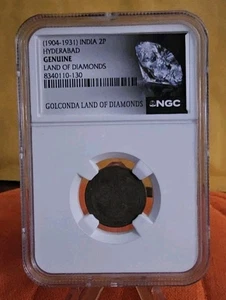 (1904-1931) INDIA 2P
HYDERABAD
GENUINE
LAND OF DIAMONDS
8340110-130
GOLCONDA LAND OF DIAMONDS
NGC